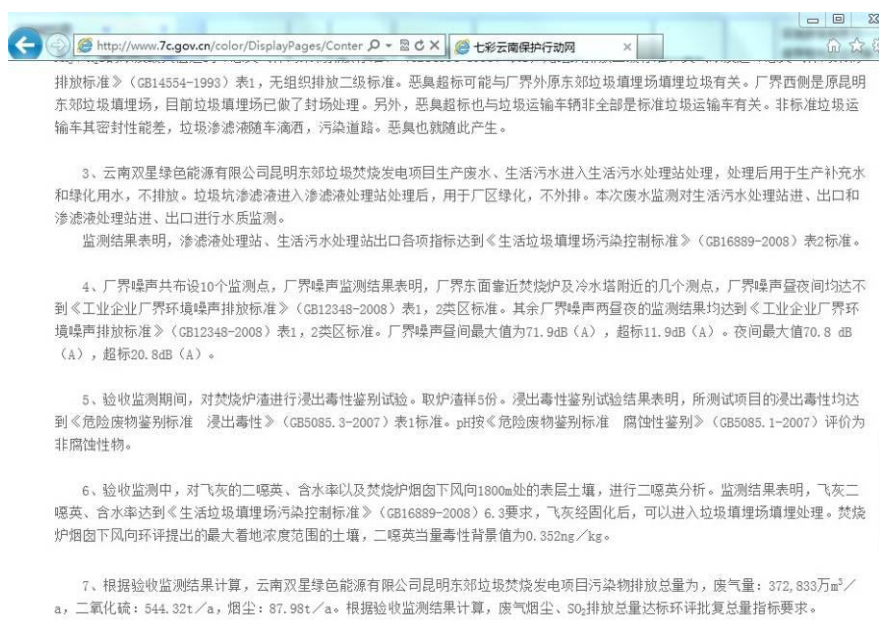 http://www.7c.gov.cn/color/DisplayPages/Conter
七彩云南保护行动网
排放标准》（GB14554-1993）表1，无组织排放二级标准。恶臭超标可能与厂界外原东郊垃圾填埋场填埋垃圾有关。厂界西侧是原昆明
东郊垃圾填埋场，目前垃圾填埋场已做了封场处理。另外，恶臭超标也与垃圾运输车辆非全部是标准垃圾运输车有关。非标准垃圾运
输车其密封性能差，垃圾渗滤液随车滴洒，污染道路。恶臭也就随此产生。
3、云南双星绿色能源有限公司昆明东郊垃圾焚烧发电项目生产废水、生活污水进入生活污水处理站处理，处理后用于生产补充水
和绿化用水，不排放。垃圾坑渗滤液进入渗滤液处理站处理后，用于厂区绿化，不外排。本次废水监测对生活污水处理站进、出口和
渗滤液处理站进、出口进行水质监测。
监测结果表明，渗滤液处理站、生活污水处理站出口各项指标达到《生活垃圾填埋场污染控制标准》（GB16889-2008）表2标准。
4、厂界噪声共布设10个监测点，厂界噪声监测结果表明，厂界东面靠近焚烧炉及冷水塔附近的几个测点，厂界噪声昼夜间均达不
到《工业企业厂界环境噪声排放标准》（GB12348-2008）表1，2类区标准。其余厂界噪声两昼夜的监测结果均达到《工业企业厂界环
境噪声排放标准》（GB12348-2008）表1，2类区标准。厂界噪声昼间最大值为71.9dB（A），超标11.9dB（A）。夜间最大值70.8 dB
（A），超标20.8dB（A）。
5、验收监测期间，对焚烧炉渣进行浸出毒性鉴别试验。取炉渣样5份。浸出毒性鉴别试验结果表明，所测试项目的浸出毒性均达
到《危险废物鉴别标准 浸出毒性》（GB5085.3-2007）表1标准。pH按《危险废物鉴别标准 腐蚀性鉴别》（GB5085.1-2007）评价为
非腐蚀性物。
6、验收监测中，对飞灰的二噁英、含水率以及焚烧炉烟囱下风向1800m处的表层土壤，进行二噁英分析。监测结果表明，飞灰二
噁英、含水率达到《生活垃圾填埋场污染控制标准》（GB16889-2008）6.3要求，飞灰经固化后，可以进入垃圾填埋场填埋处理。焚烧
炉烟囱下风向环评提出的最大着地浓度范围的土壤，二噁英当量毒性背景值为0.352ng／kg。
7、根据验收监测结果计算，云南双星绿色能源有限公司昆明东郊垃圾焚烧发电项目污染物排放总量为，废气量：372,833万m³／
a，二氧化硫：544.32t／a，烟尘：87.98t／a。根据验收监测结果计算，废气烟尘、SO₂排放总量达标环评批复总量指标要求。